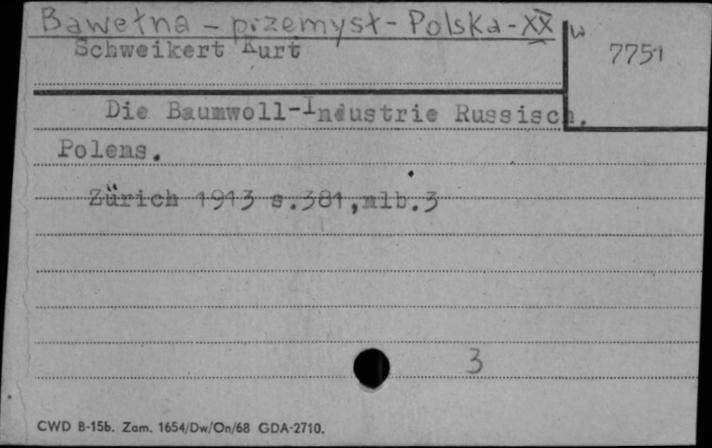 Bawełna - przemysł - Polska - XX w
Schweikert Kurt
7751
Die Baumwoll-Industrie Russisch.
Polens.
Zürich 1913 s.381,nlb.3
3
CWD B-15b. Zam. 1654/Dw/On/68 GDA-2710.